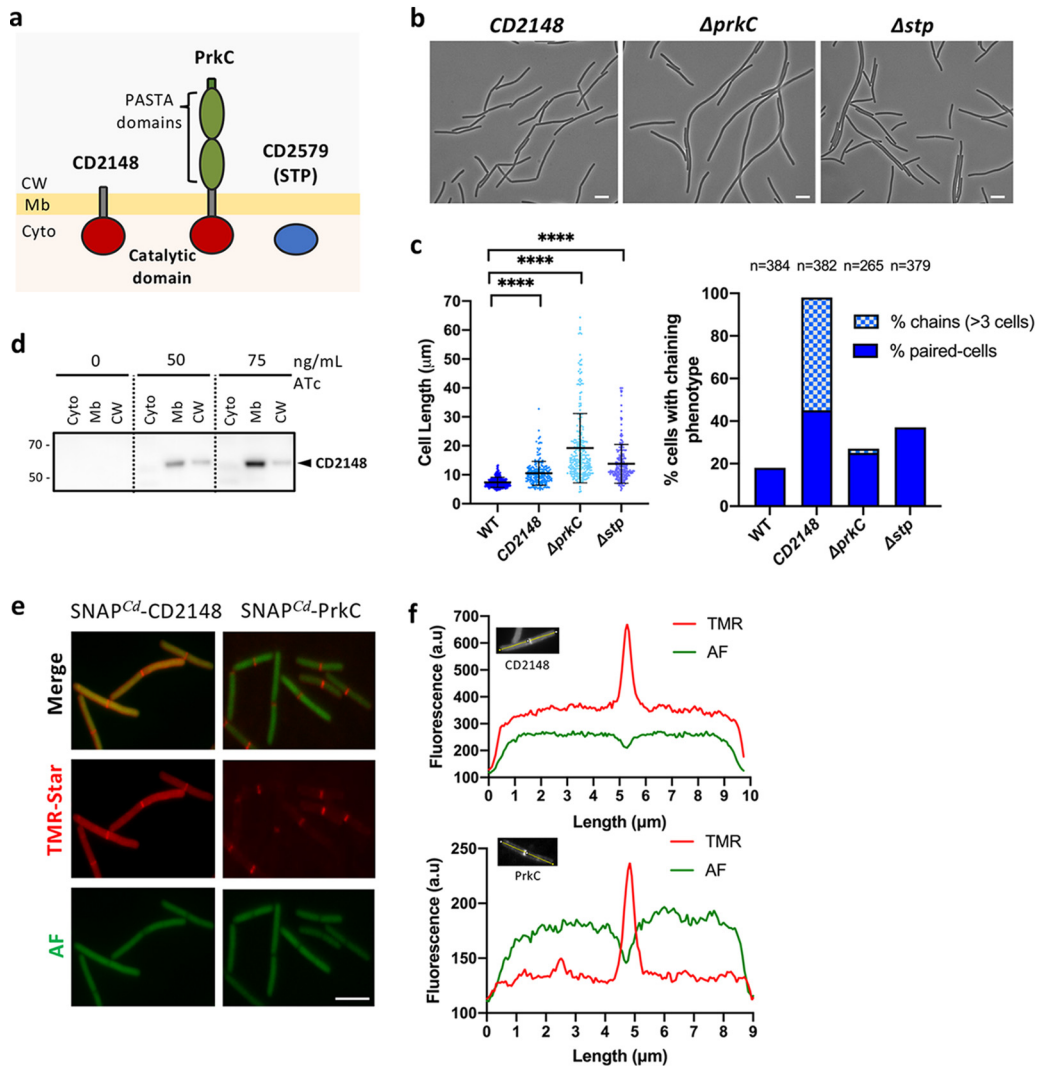 a
PrkC
PASTA
domains
CD2148
CD2579
(STP)
CW
Mb
Cyto
Catalytic
domain
b
CD2148
ΔprkC
Δstp
c
Cell Length (μm)
70
60
50
40
30
20
10
0
****
****
****
WT
CD2148
ΔprkC
Δstp
% cells with chaining
phenotype
n=384 n=382 n=265 n=379
100
80
60
40
20
0
WT
CD2148
ΔprkC
Δstp
% chains (>3 cells)
% paired-cells
d
0 50 75 ng/mL
ATc
Cyto Mb CW Cyto Mb CW Cyto Mb CW
70 -
50 -
CD2148
e
SNAPCd-CD2148 SNAPCd-PrkC
Merge
TMR-Star
AF
f
Fluorescence (a.u)
700
600
500
400
300
200
100
CD2148
TMR
AF
0 1 2 3 4 5 6 7 8 9 10
Length (μm)
Fluorescence (a.u)
250
200
150
100
PrkC
TMR
AF
0 1 2 3 4 5 6 7 8 9
Length (μm)